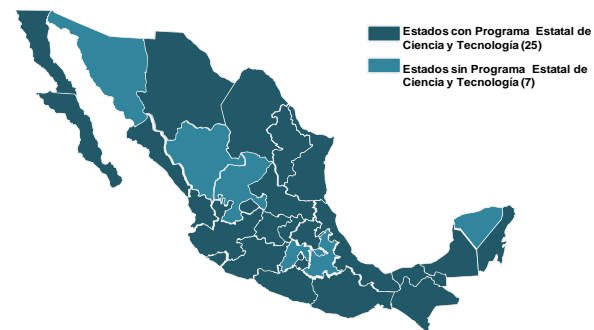 Estados con Programa Estatal de
Ciencia y Tecnología (25)
Estados sin Programa Estatal de
Ciencia y Tecnología (7)